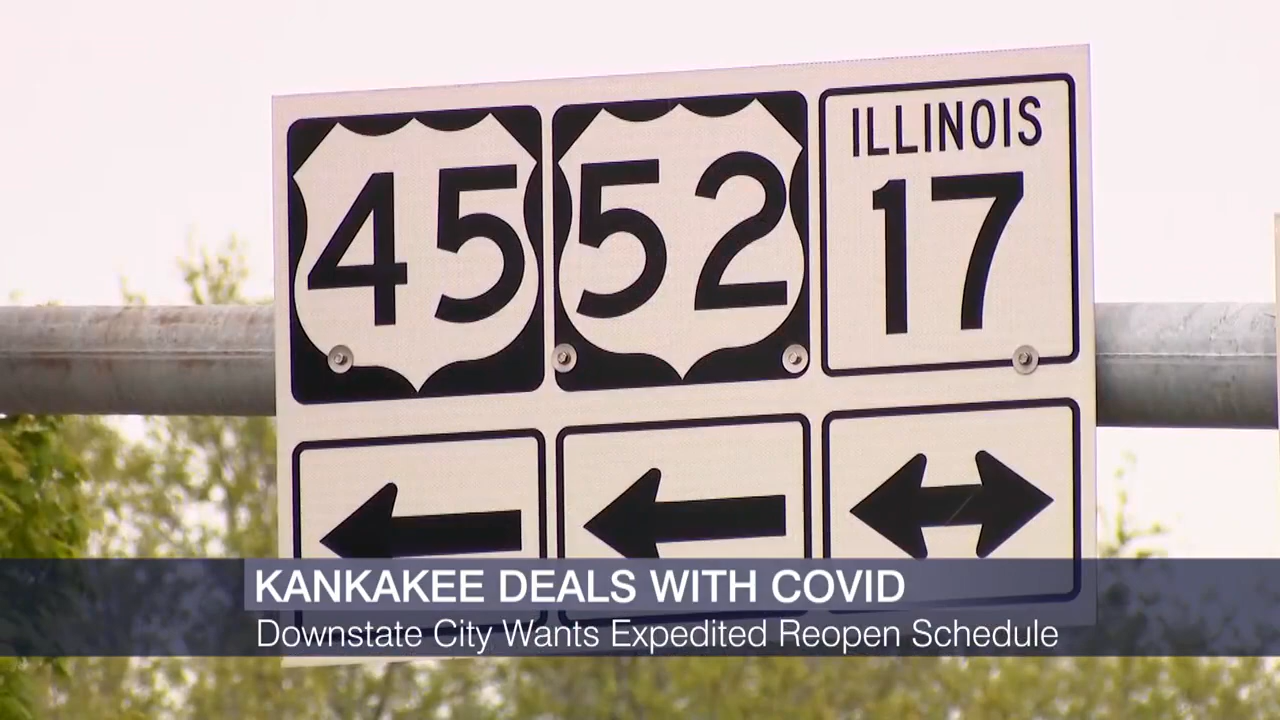 45 52 ILLINOIS
17
KANKAKEE DEALS WITH COVID
Downstate City Wants Expedited Reopen Schedule